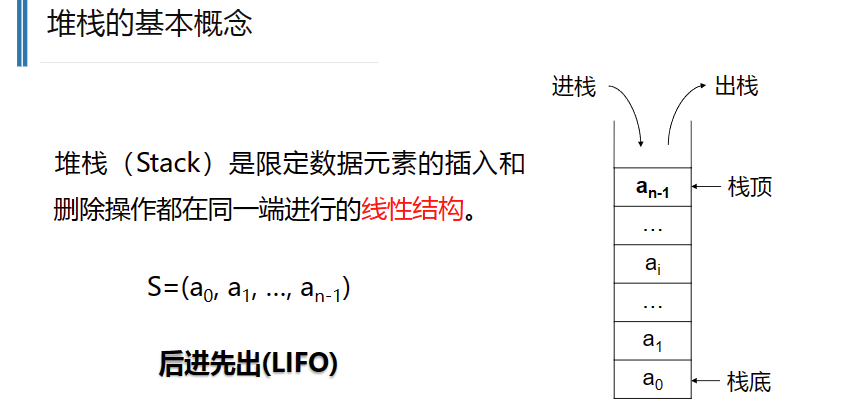 堆栈的基本概念
堆栈（Stack）是限定数据元素的插入和
删除操作都在同一端进行的线性结构。
S=(a0, a1, …, an-1)
后进先出(LIFO)
进栈
出栈
an-1
栈顶
…
ai
…
a1
a0
栈底